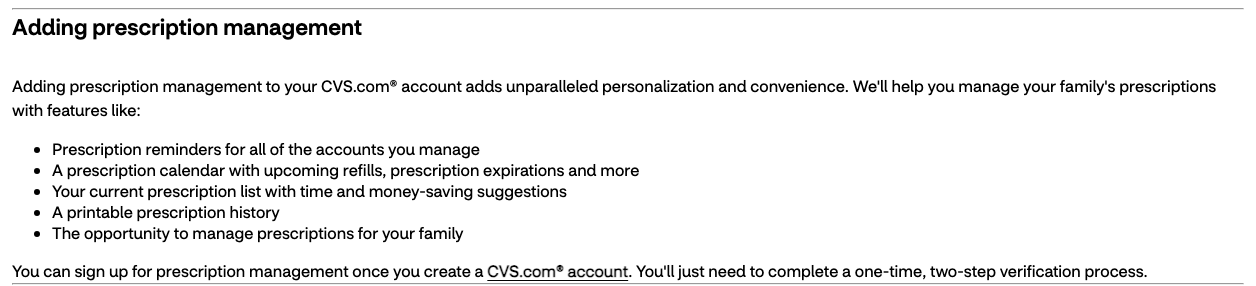 Adding prescription management
Adding prescription management to your CVS.com® account adds unparalleled personalization and convenience. We'll help you manage your family's prescriptions
with features like:
• Prescription reminders for all of the accounts you manage
• A prescription calendar with upcoming refills, prescription expirations and more
• Your current prescription list with time and money-saving suggestions
• A printable prescription history
• The opportunity to manage prescriptions for your family
You can sign up for prescription management once you create a CVS.com® account. You'll just need to complete a one-time, two-step verification process.